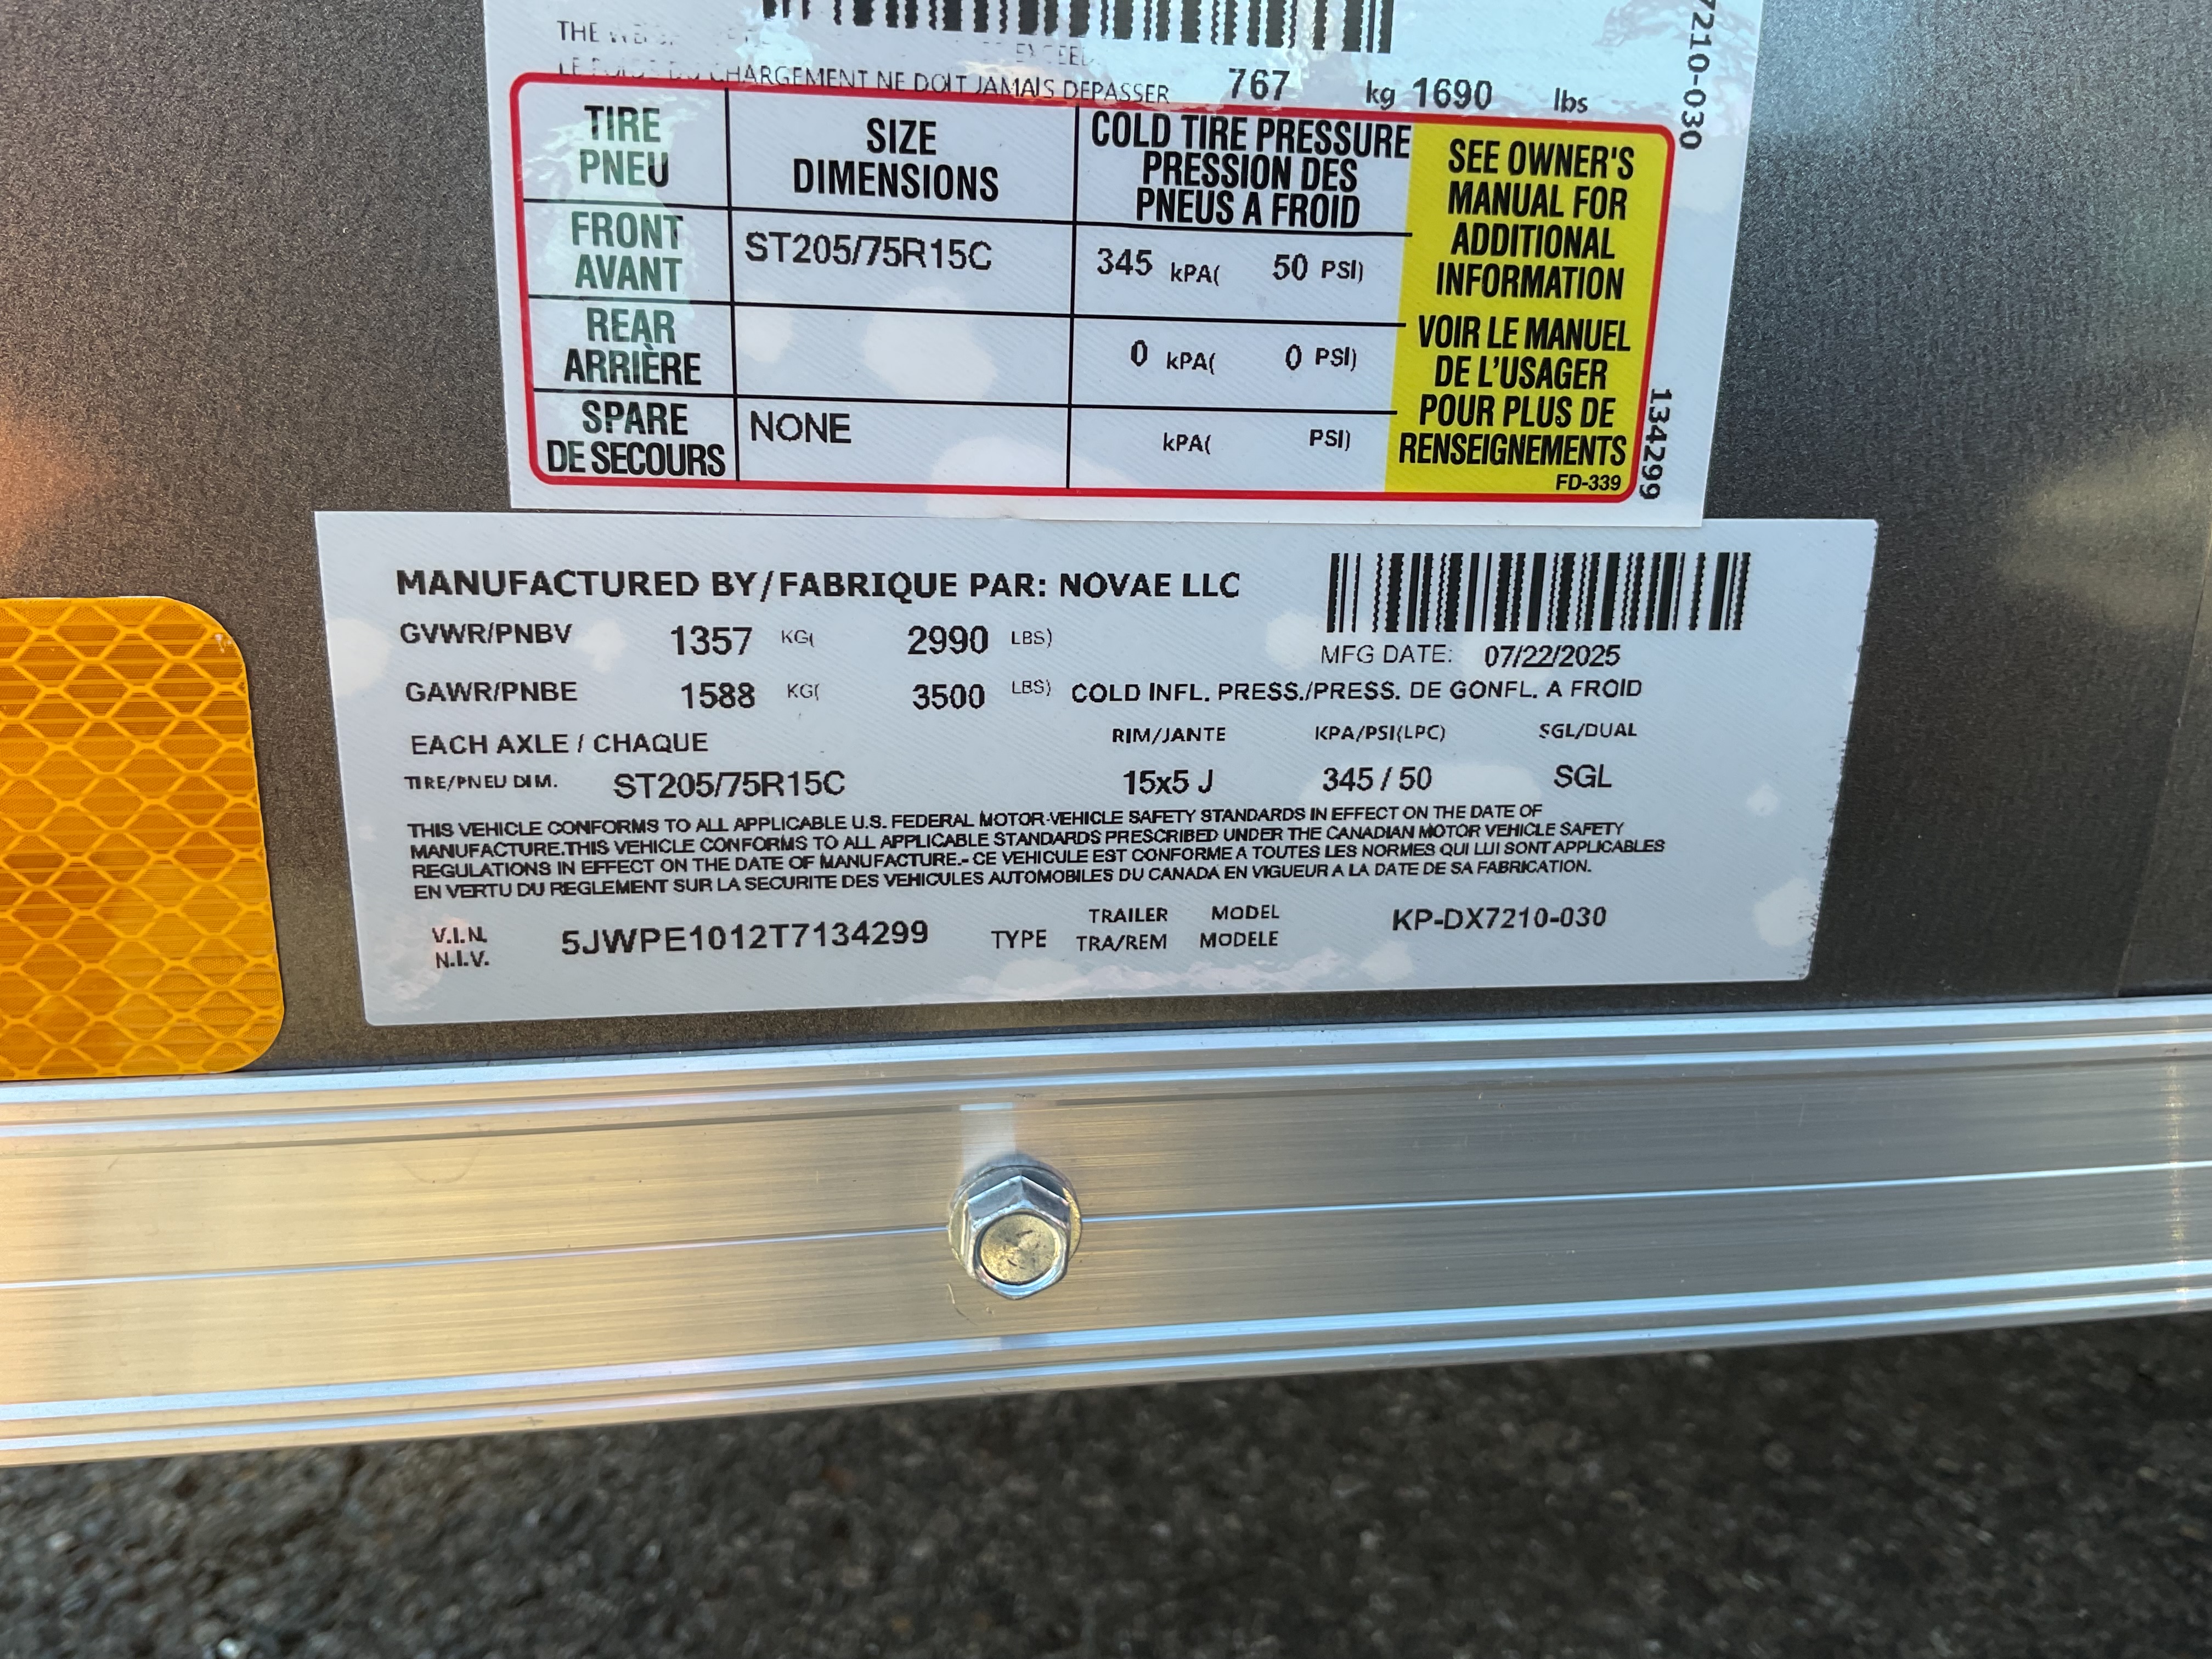 THE
EXCEED
CHARGEMENT NE DOIT JAMAIS DEPASSER 767 kg 1690 lbs
7210-030
TIRE
PNEU
SIZE
DIMENSIONS
COLD TIRE PRESSURE
PRESSION DES
PNEUS A FROID
SEE OWNER'S
MANUAL FOR
ADDITIONAL
INFORMATION
VOIR LE MANUEL
DE L'USAGER
POUR PLUS DE
RENSEIGNEMENTS
FD-339
FRONT
AVANT
ST205/75R15C
345 kPA( 50 PSI)
REAR
ARRIÈRE
0 kPA( 0 PSI)
SPARE
DE SECOURS
NONE
kPA( PSI)
134299
MANUFACTURED BY/FABRIQUE PAR: NOVAE LLC
GVWR/PNBV 1357 KG( 2990 LBS)
MFG DATE: 07/22/2025
GAWR/PNBE 1588 KG( 3500 LBS) COLD INFL. PRESS./PRESS. DE GONFL. A FROID
EACH AXLE / CHAQUE RIM/JANTE KPA/PSI(LPC) SGL/DUAL
TIRE/PNEU DIM. ST205/75R15C 15x5 J 345 / 50 SGL
THIS VEHICLE CONFORMS TO ALL APPLICABLE U.S. FEDERAL MOTOR-VEHICLE SAFETY STANDARDS IN EFFECT ON THE DATE OF
MANUFACTURE.THIS VEHICLE CONFORMS TO ALL APPLICABLE STANDARDS PRESCRIBED UNDER THE CANADIAN MOTOR VEHICLE SAFETY
REGULATIONS IN EFFECT ON THE DATE OF MANUFACTURE.- CE VEHICULE EST CONFORME A TOUTES LES NORMES QUI LUI SONT APPLICABLES
EN VERTU DU REGLEMENT SUR LA SECURITE DES VEHICULES AUTOMOBILES DU CANADA EN VIGUEUR A LA DATE DE SA FABRICATION.
V.I.N.
N.I.V.
5JWPE1012T7134299
TYPE
TRAILER
TRA/REM
MODEL
MODELE
KP-DX7210-030